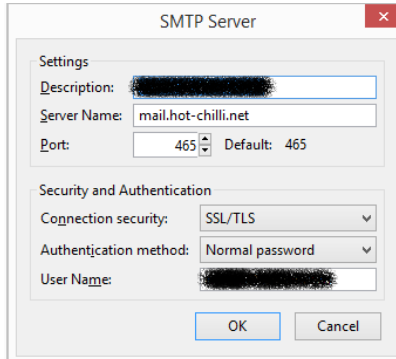 SMTP Server
Settings
Description:
Server Name: mail.hot-chilli.net
Port: 465 Default: 465
Security and Authentication
Connection security: SSL/TLS
Authentication method: Normal password
User Name:
OK Cancel